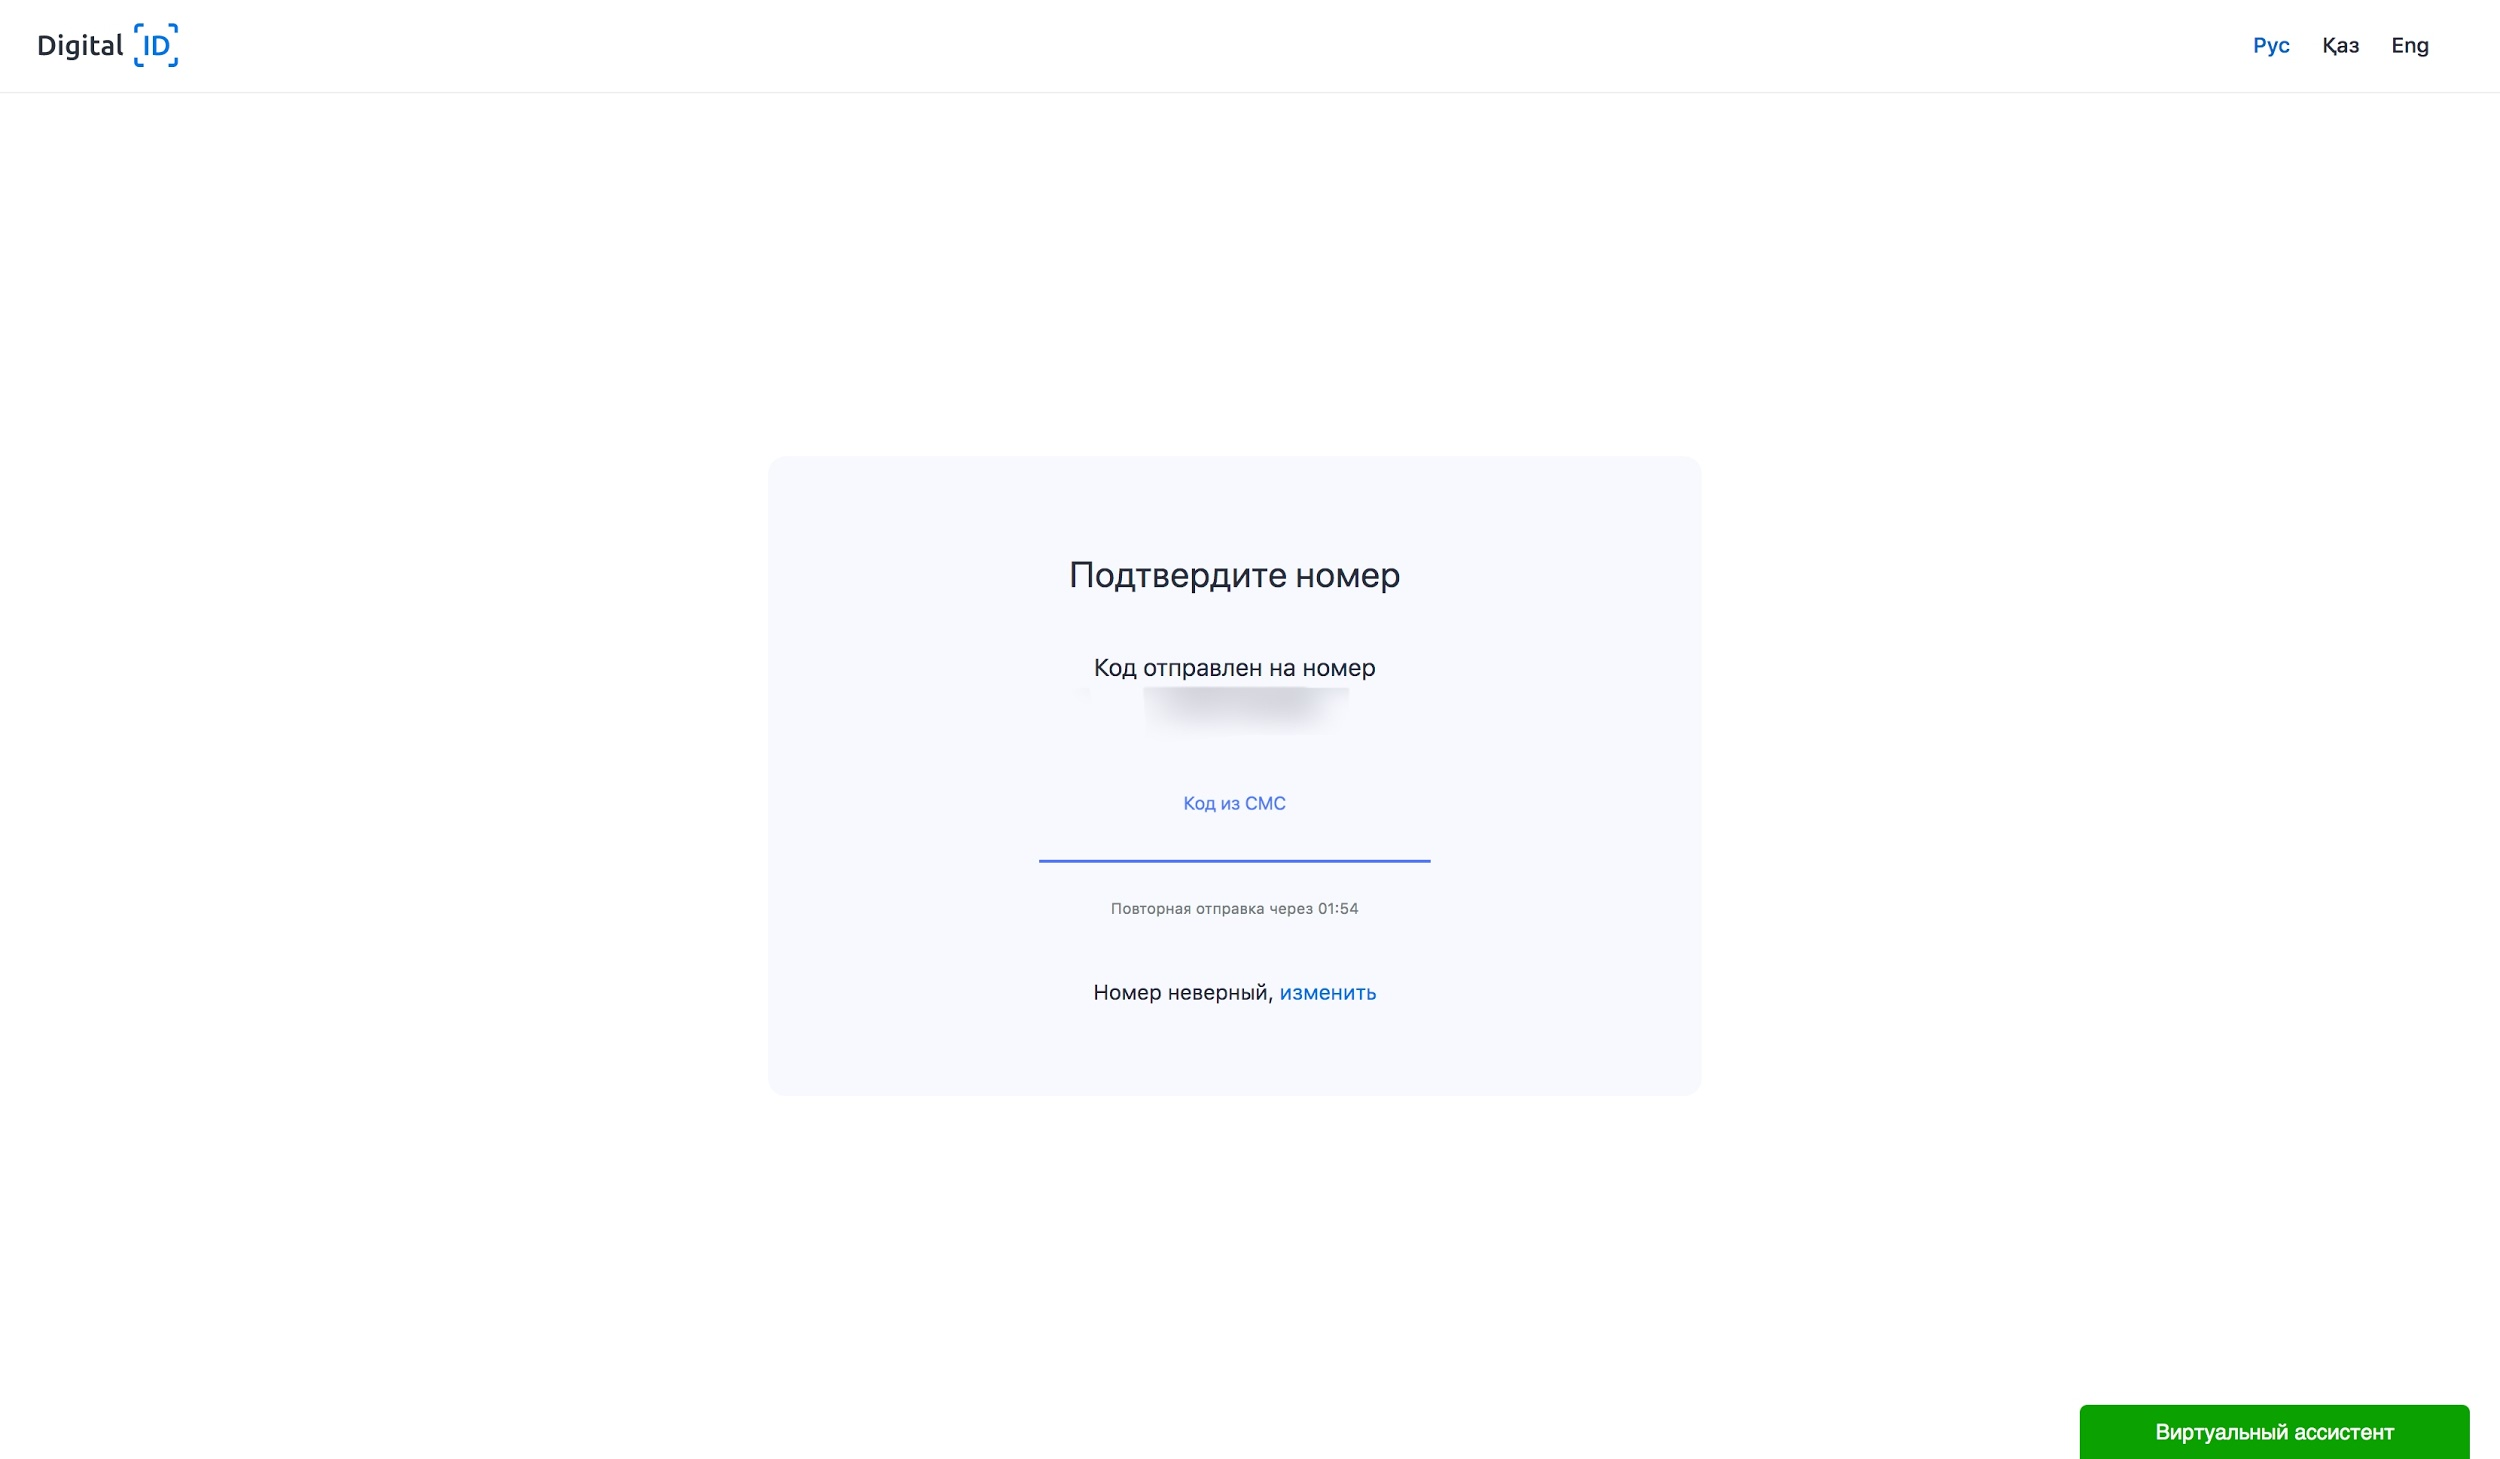 Digital ID
Рус Қаз Eng
Подтвердите номер
Код отправлен на номер
Код из СМС
Повторная отправка через 01:54
Номер неверный, изменить
Виртуальный ассистент